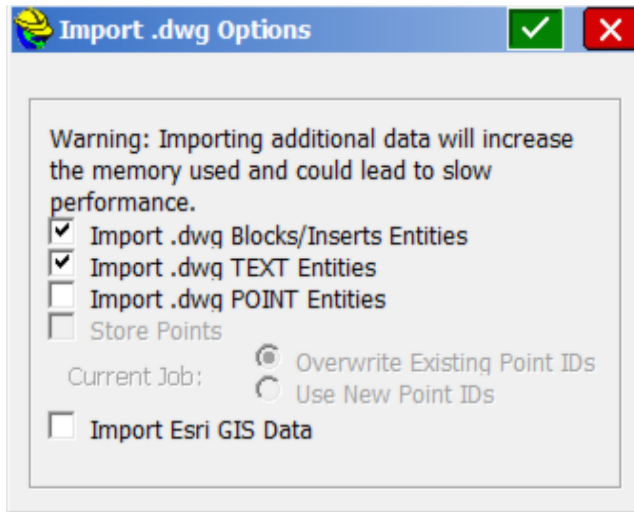 Import .dwg Options
Warning: Importing additional data will increase
the memory used and could lead to slow
performance.
Import .dwg Blocks/Inserts Entities
Import .dwg TEXT Entities
Import .dwg POINT Entities
Store Points
Current Job:
Overwrite Existing Point IDs
Use New Point IDs
Import Esri GIS Data